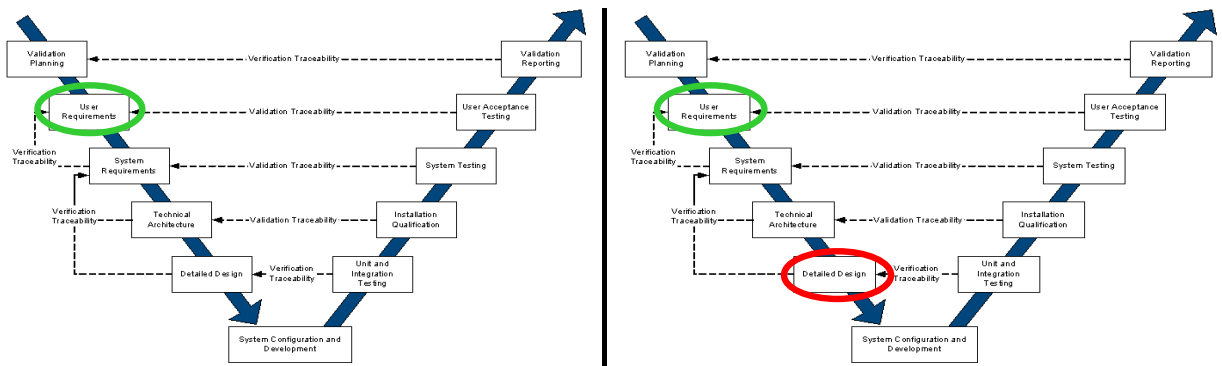 Validation
Planning
Verification Traceability
Validation
Reporting
User
Requirements
Validation Traceability
User Acceptance
Testing
Verification
Traceability
System
Requirements
Validation Traceability
System Testing
Verification
Traceability
Technical
Architecture
Validation Traceability
Installation
Qualification
Detailed Design
Verification
Traceability
Unit and
Integration
Testing
System Configuration and
Development
Validation
Planning
Verification Traceability
Validation
Reporting
User
Requirements
Validation Traceability
User Acceptance
Testing
Verification
Traceability
System
Requirements
Validation Traceability
System Testing
Verification
Traceability
Technical
Architecture
Validation Traceability
Installation
Qualification
Detailed Design
Verification
Traceability
Unit and
Integration
Testing
System Configuration and
Development